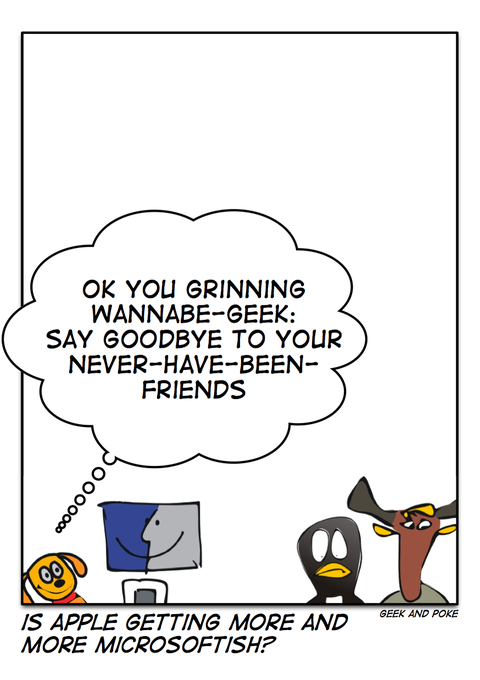 OK YOU GRINNING
WANNABE-GEEK:
SAY GOODBYE TO YOUR
NEVER-HAVE-BEEN-
FRIENDS
GEEK AND POKE
IS APPLE GETTING MORE AND
MORE MICROSOFTISH?